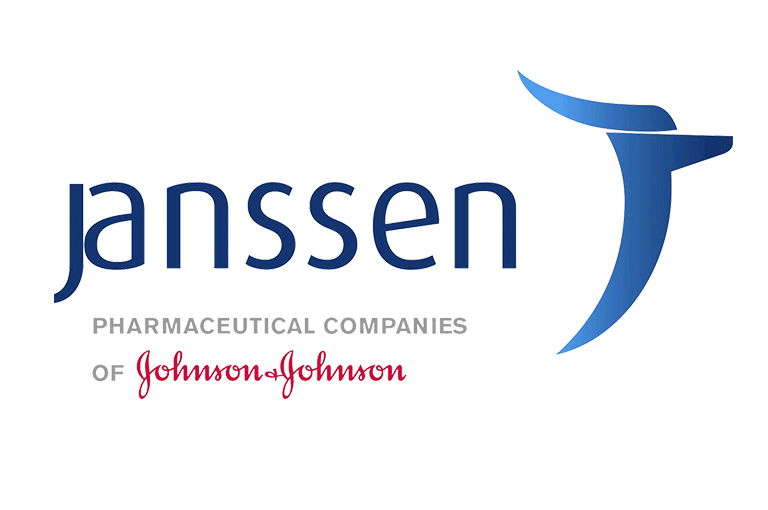 janssen
PHARMACEUTICAL COMPANIES
OF Johnson&Johnson